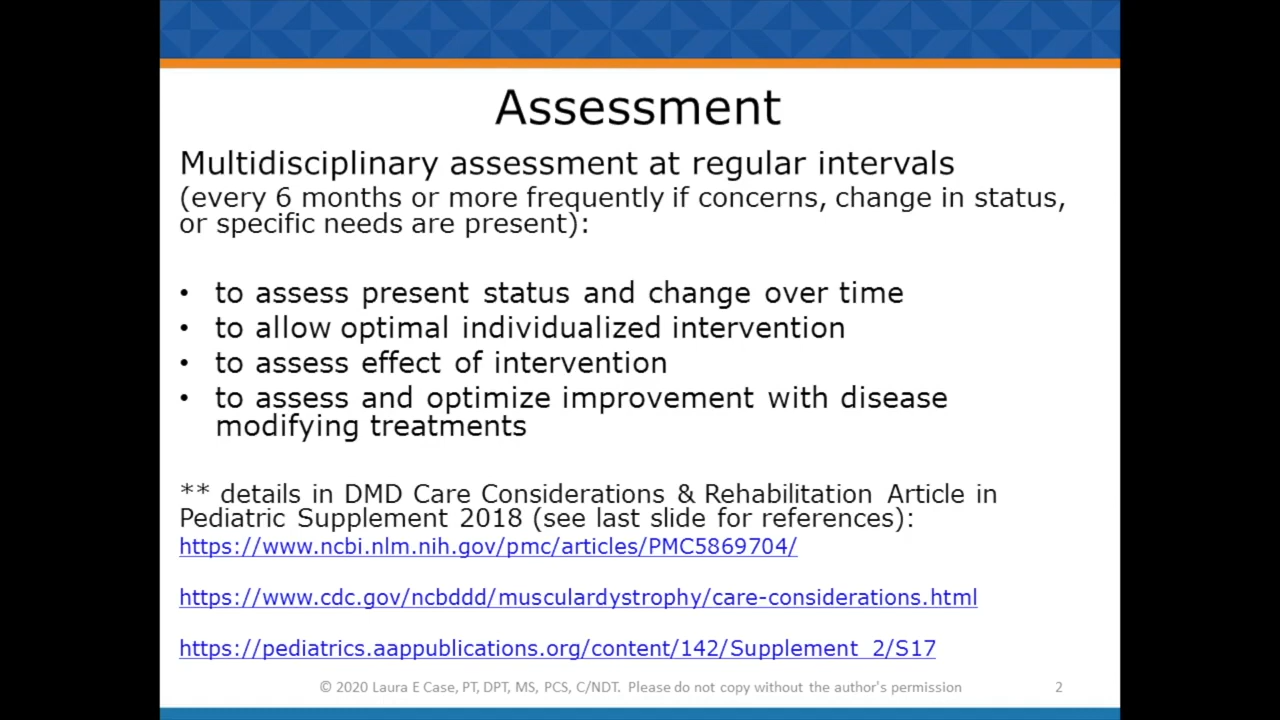 Assessment
Multidisciplinary assessment at regular intervals
(every 6 months or more frequently if concerns, change in status,
or specific needs are present):
• to assess present status and change over time
• to allow optimal individualized intervention
• to assess effect of intervention
• to assess and optimize improvement with disease
modifying treatments
** details in DMD Care Considerations & Rehabilitation Article in
Pediatric Supplement 2018 (see last slide for references):
https://www.ncbi.nlm.nih.gov/pmc/articles/PMC5869704/
https://www.cdc.gov/ncbddd/musculardystrophy/care-considerations.html
https://pediatrics.aappublications.org/content/142/Supplement_2/S17
© 2020 Laura E Case, PT, DPT, MS, PCS, C/NDT. Please do not copy without the author's permission 2